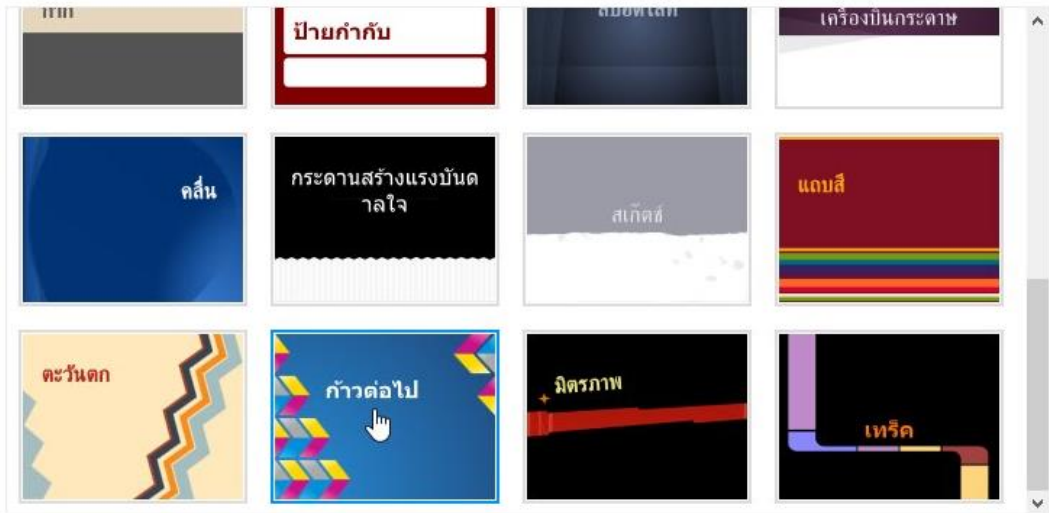 ป้ายกำกับ
เครื่องบินกระดาษ
คลื่น
กระดานสร้างแรงบันด
าลใจ
สเก็ตช์
แถบสี
ตะวันตก
ก้าวต่อไป
มิตรภาพ
เทร็ค